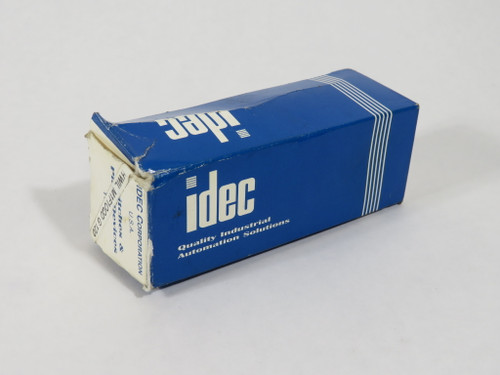 idec
idec
Quality Industrial
Automation Solutions
IDEC CORPORATION
U.S.A.